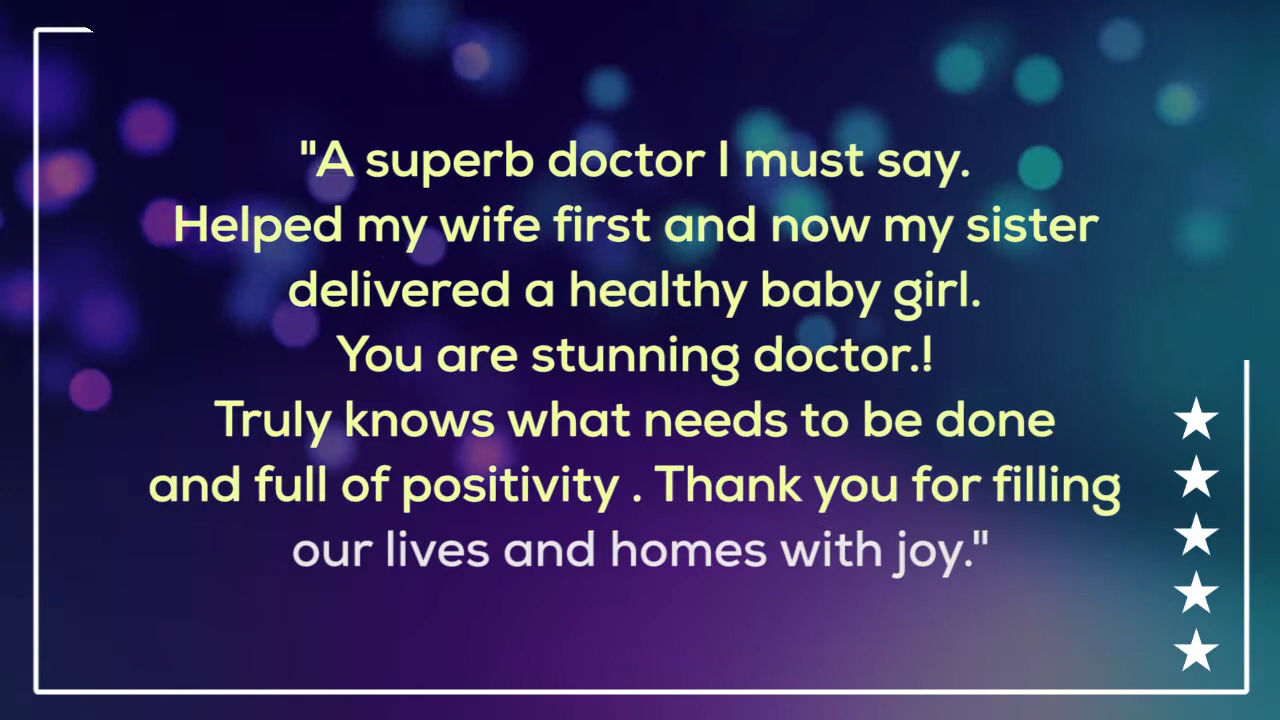 "A superb doctor I must say.
Helped my wife first and now my sister
delivered a healthy baby girl.
You are stunning doctor.!
Truly knows what needs to be done
and full of positivity . Thank you for filling
our lives and homes with joy."